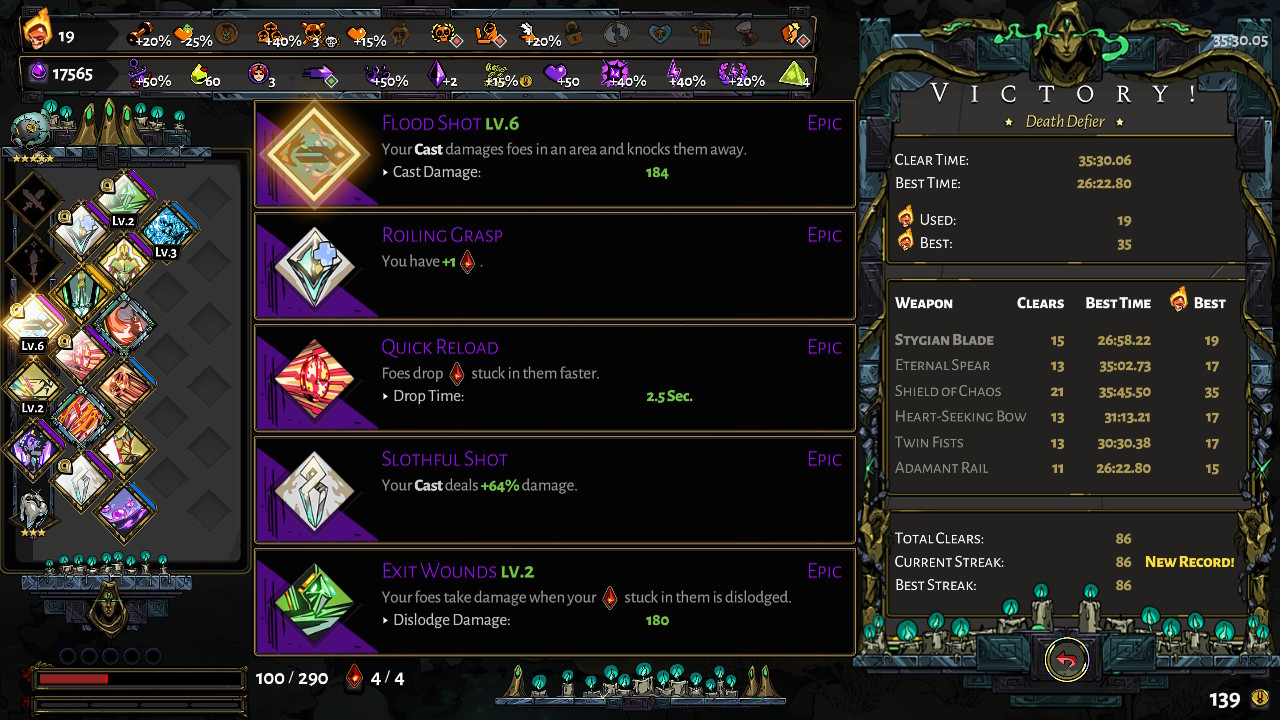 19
+20%
-25%
+40%
3
+15%
+20%
35:30.05
17565
+50%
60
3
+50%
+2
+15%
+50
+40%
+40%
+20%
4
VICTORY!
Death Defier
FLOOD SHOT LV.6
EPIC
Your Cast damages foes in an area and knocks them away.
Cast Damage: 184
ROILING GRASP
EPIC
You have +1 .
QUICK RELOAD
EPIC
Foes drop stuck in them faster.
Drop Time: 2.5 Sec.
SLOTHFUL SHOT
EPIC
Your Cast deals +64% damage.
EXIT WOUNDS LV.2
EPIC
Your foes take damage when your stuck in them is dislodged.
Dislodge Damage: 180
Lv.2
Lv.3
Lv.6
Lv.2
100 / 290
4 / 4
CLEAR TIME: 35:30.06
BEST TIME: 26:22.80
USED: 19
BEST: 35
WEAPON CLEARS BEST TIME BEST
STYGIAN BLADE 15 26:58.22 19
ETERNAL SPEAR 13 35:02.73 17
SHIELD OF CHAOS 21 35:45.50 35
HEART-SEEKING BOW 13 31:13.21 17
TWIN FISTS 13 30:30.38 17
ADAMANT RAIL 11 26:22.80 15
TOTAL CLEARS: 86
CURRENT STREAK: 86 NEW RECORD!
BEST STREAK: 86
139